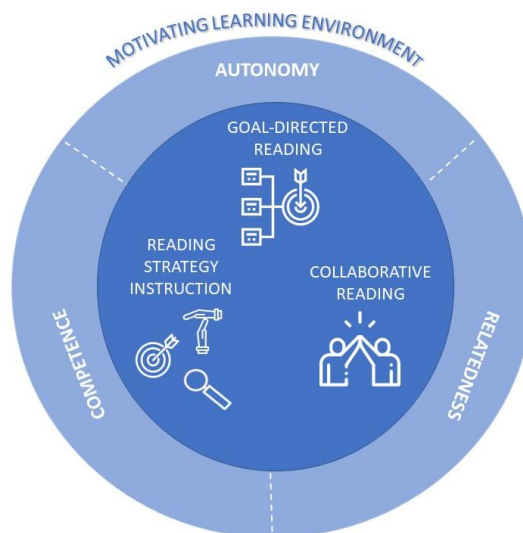 MOTIVATING LEARNING ENVIRONMENT
AUTONOMY
GOAL-DIRECTED
READING
READING
STRATEGY
INSTRUCTION
COLLABORATIVE
READING
COMPETENCE
RELATEDNESS